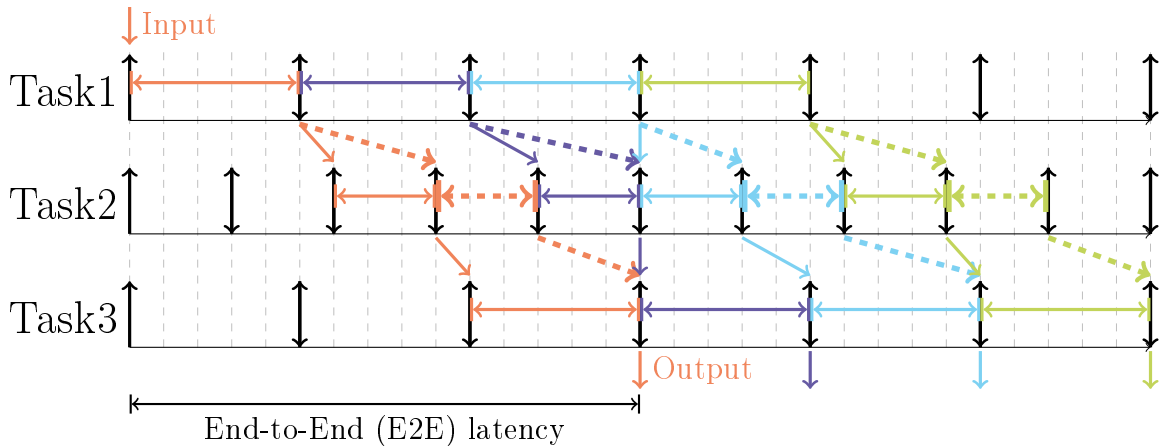 Input
Task1
Task2
Task3
Output
End-to-End (E2E) latency